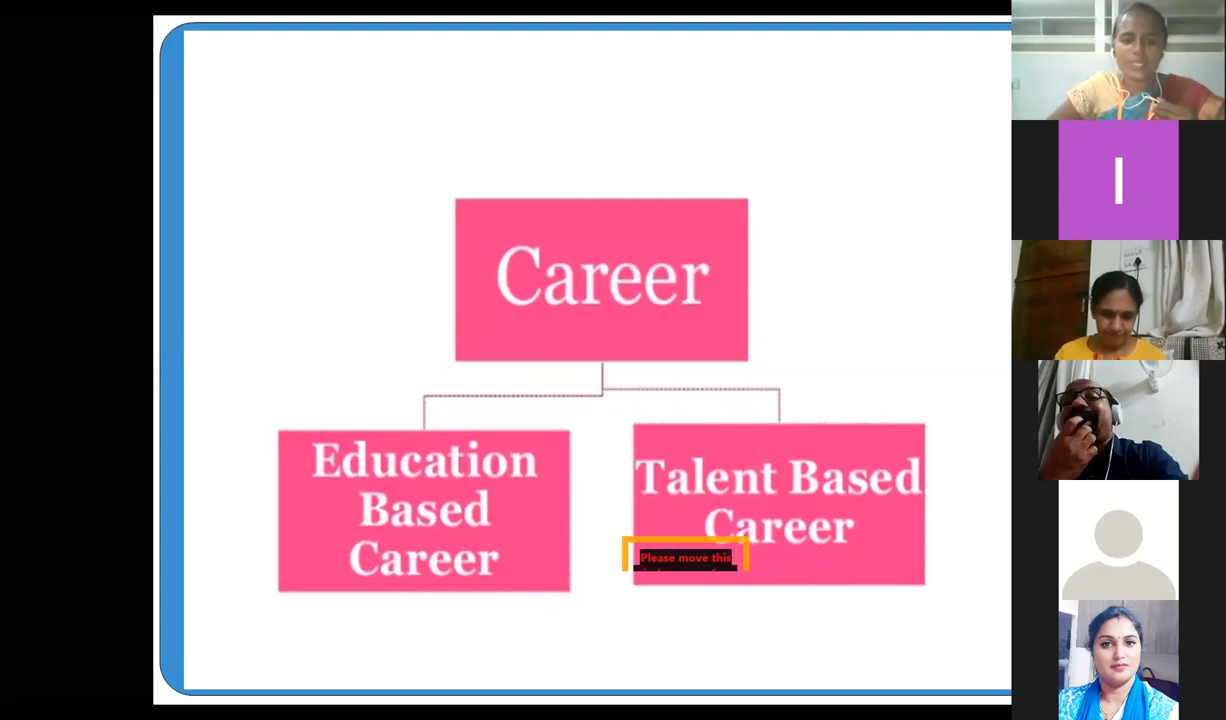 Career
Education
Based
Career
Talent Based
Career
Please move this
I